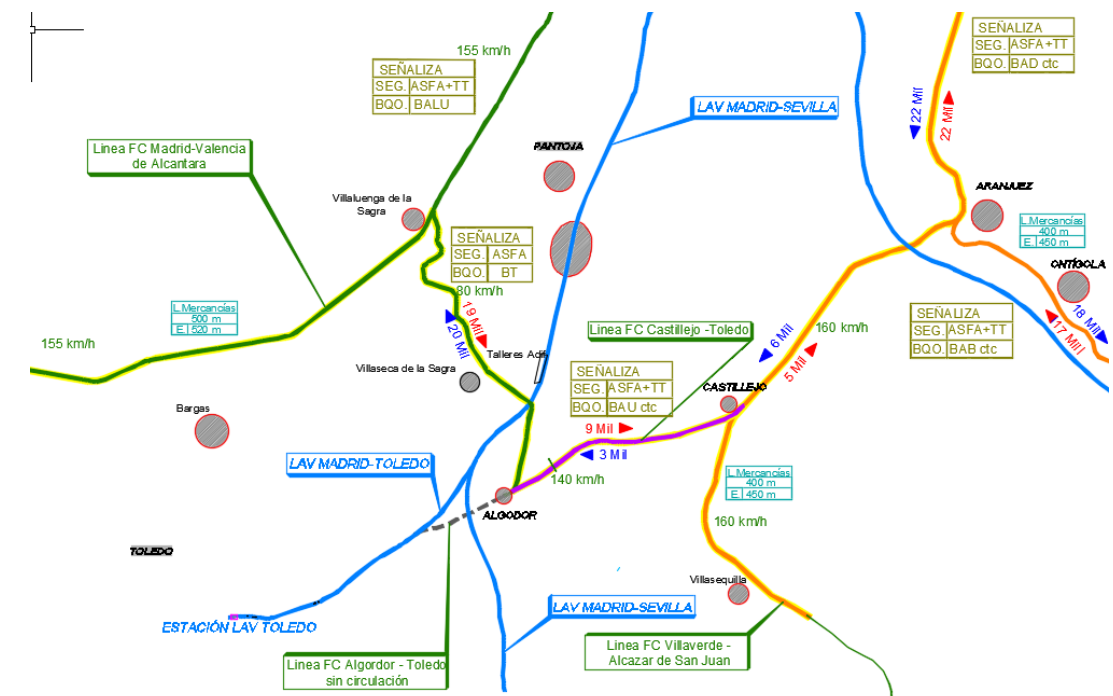 155 km/h
SEÑALIZA
SEG. ASFA+TT
BQO. BALU
LAV MADRID-SEVILLA
SEÑALIZA
SEG. ASFA+TT
BQO. BAD ctc
22 Mil
22 Mil
Linea FC Madrid-Valencia
de Alcantara
PANTOJA
Villaluenga de la
Sagra
ARANJUEZ
L.Mercancías
400 m
E. 450 m
ONTÍGOLA
SEÑALIZA
SEG. ASFA
BQO. BT
80 km/h
L.Mercancías
500 m
E. 520 m
155 km/h
19 Mil
20 Mil
Talleres Adif
Villaseca de la Sagra
Linea FC Castillejo -Toledo
160 km/h
6 Mil
5 Mil
SEÑALIZA
SEG. ASFA+TT
BQO. BAB ctc
18 Mil
17 Mil
SEÑALIZA
SEG. ASFA+TT
BQO. BAU ctc
CASTILLEJO
Bargas
9 Mil
3 Mil
LAV MADRID-TOLEDO
140 km/h
L.Mercancías
400 m
E. 450 m
ALGODOR
160 km/h
TOLEDO
Villasequilla
ESTACIÓN LAV TOLEDO
LAV MADRID-SEVILLA
Linea FC Algordor - Toledo
sin circulación
Linea FC Villaverde -
Alcazar de San Juan